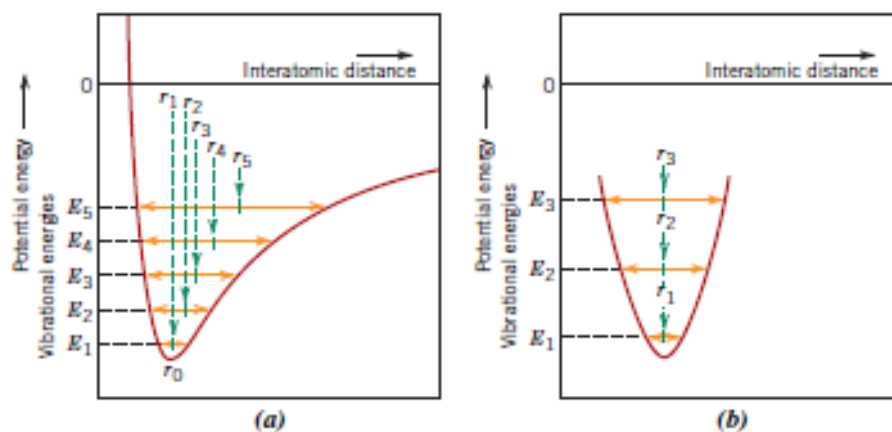 Potential energy
Vibrational energies
0
Interatomic distance
r1
r2
r3
r4
r5
E5
E4
E3
E2
E1
r0
(a)
Potential energy
Vibrational energies
0
Interatomic distance
r3
E3
r2
E2
r1
E1
(b)